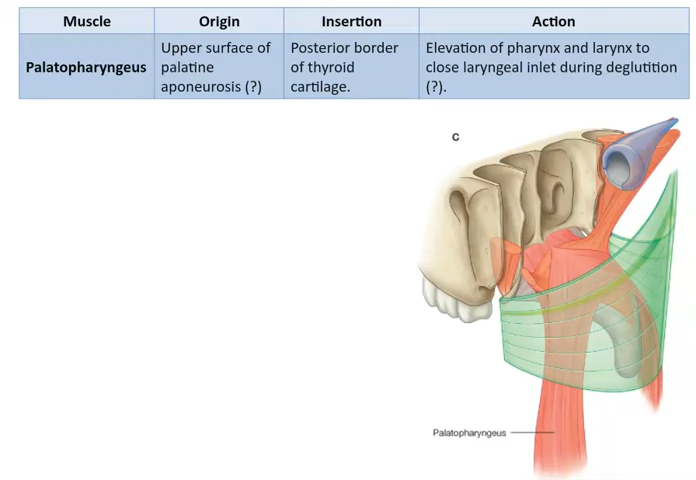 Muscle Origin Insertion Action
Palatopharyngeus
Upper surface of
palatine
aponeurosis (?)
Posterior border
of thyroid
cartilage.
Elevation of pharynx and larynx to
close laryngeal inlet during deglutition
(?).
C
Palatopharyngeus